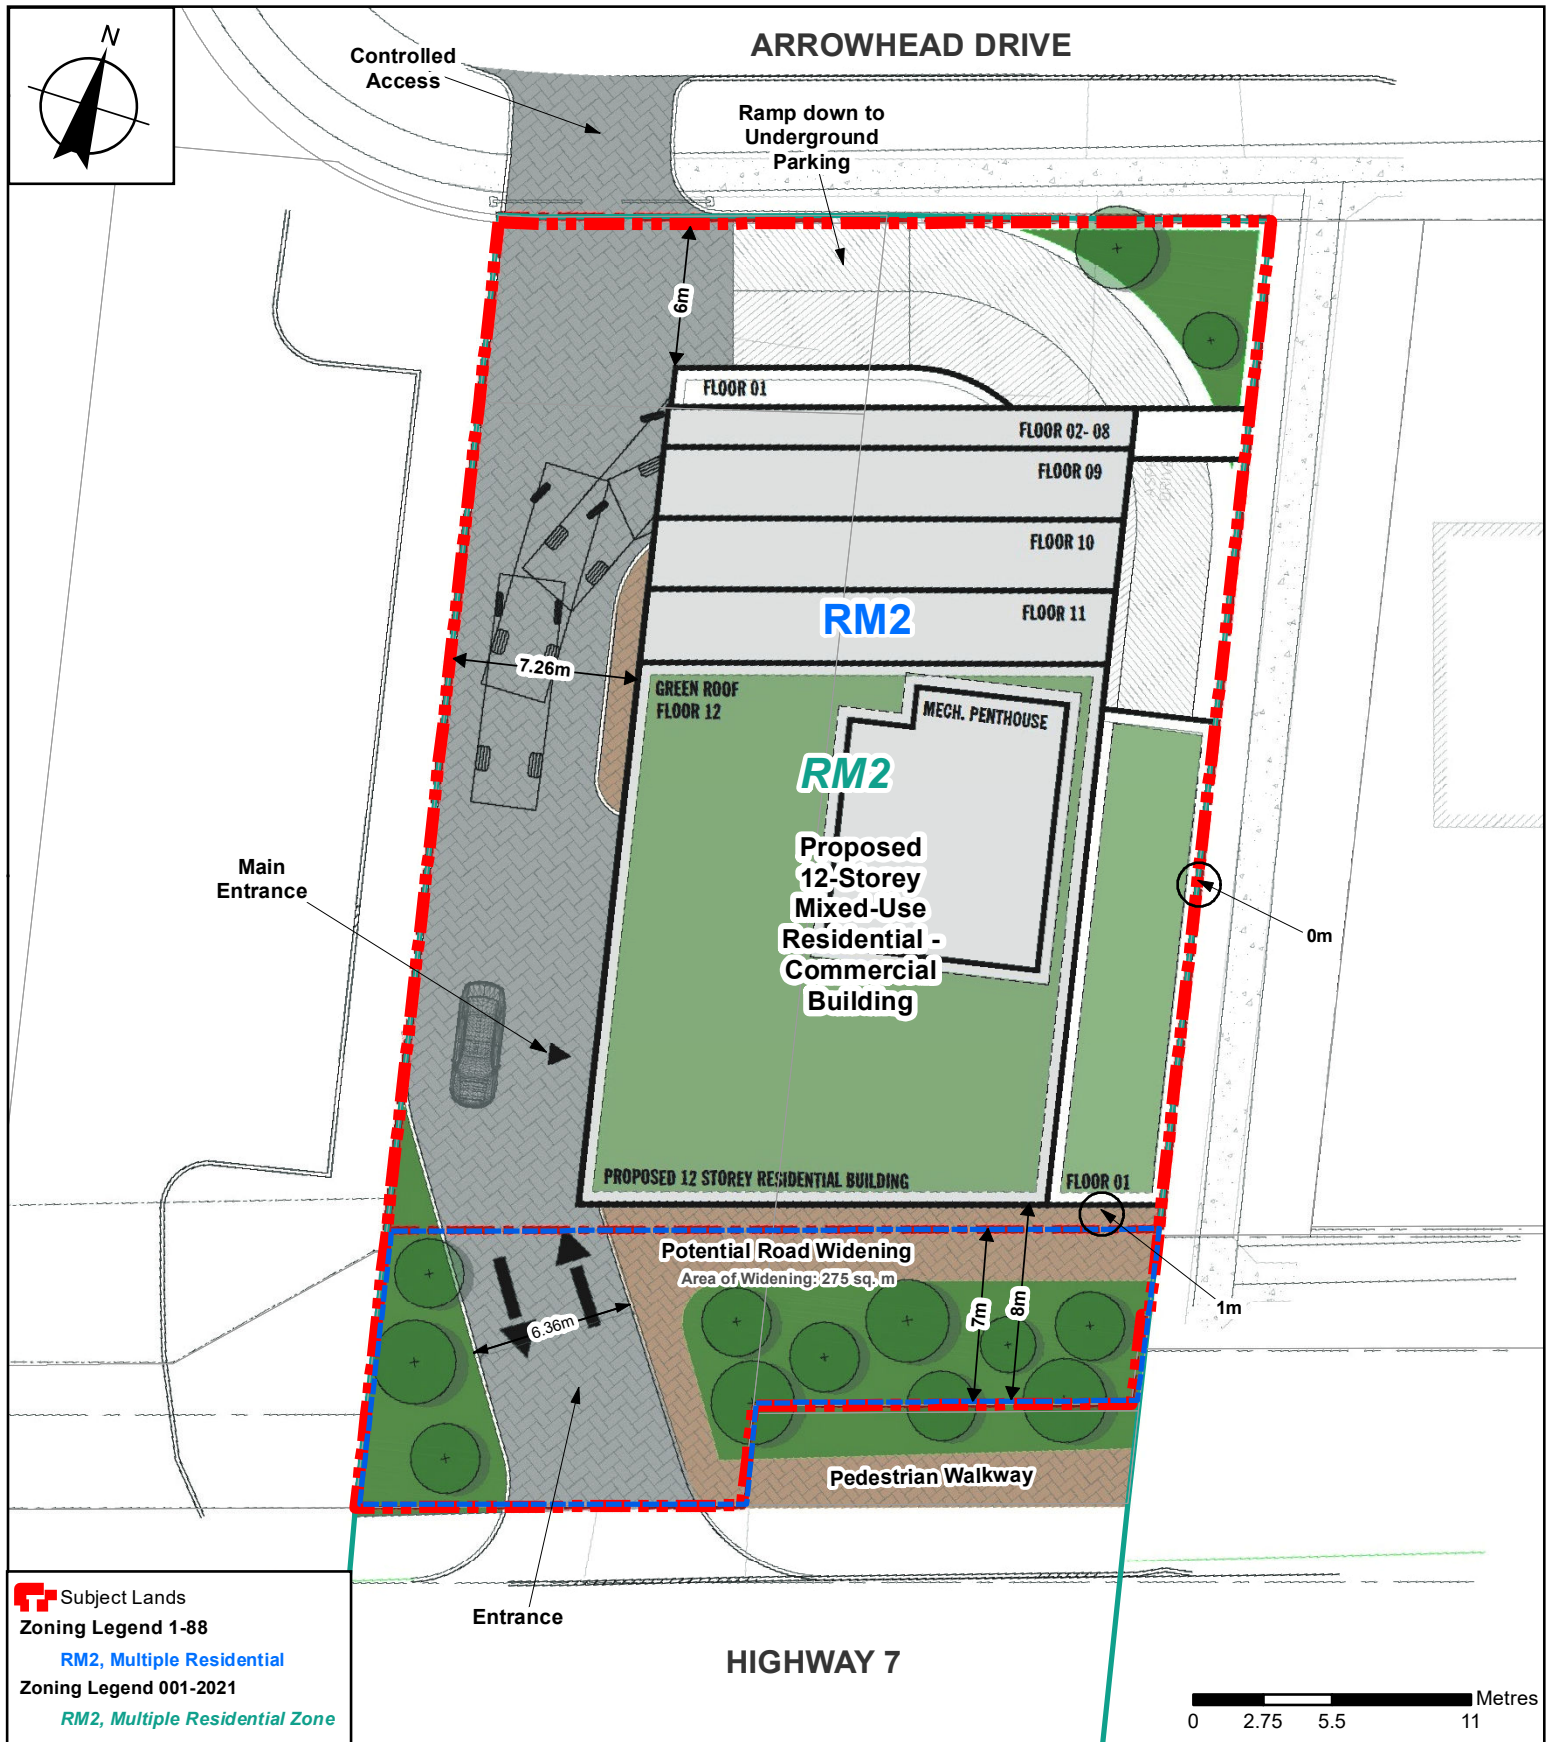 N
ARROWHEAD DRIVE
Controlled
Access
Ramp down to
Underground
Parking
6m
FLOOR 01
FLOOR 02- 08
FLOOR 09
FLOOR 10
FLOOR 11
RM2
7.26m
GREEN ROOF
FLOOR 12
MECH. PENTHOUSE
RM2
Proposed
12-Storey
Mixed-Use
Residential -
Commercial
Building
Main
Entrance
0m
PROPOSED 12 STOREY RESIDENTIAL BUILDING
FLOOR 01
Potential Road Widening
Area of Widening: 275 sq. m
7m
8m
1m
6.36m
Pedestrian Walkway
Entrance
HIGHWAY 7
Subject Lands
Zoning Legend 1-88
RM2, Multiple Residential
Zoning Legend 001-2021
RM2, Multiple Residential Zone
Metres
0 2.75 5.5 11